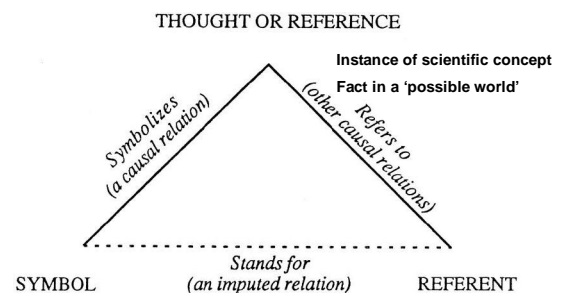 THOUGHT OR REFERENCE
Instance of scientific concept
Fact in a ‘possible world’
Symbolizes
(a causal relation)
Refers to
(other causal relations)
Stands for
(an imputed relation)
SYMBOL
REFERENT